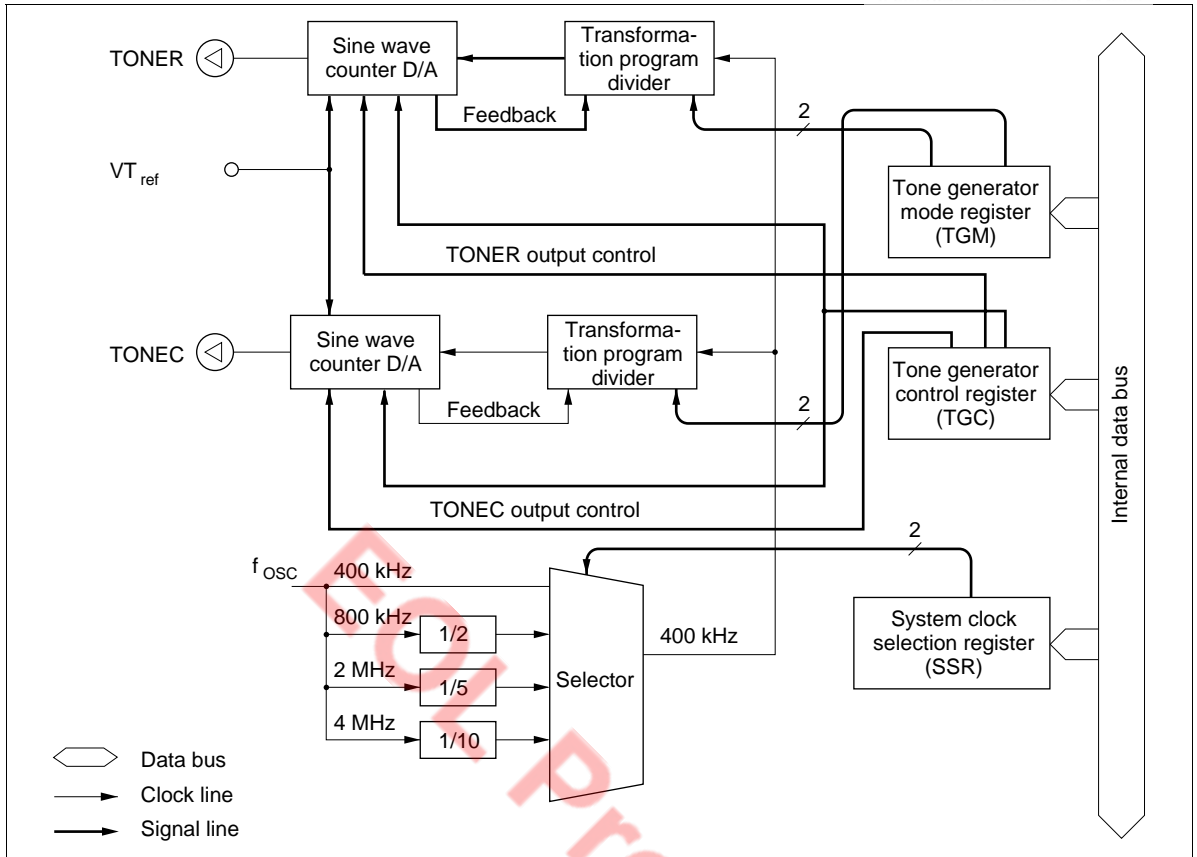 TONER
Sine wave
counter D/A
Transforma-
tion program
divider
Feedback
2
VT ref
Tone generator
mode register
(TGM)
TONER output control
TONEC
Sine wave
counter D/A
Transforma-
tion program
divider
Feedback
2
Tone generator
control register
(TGC)
Internal data bus
TONEC output control
2
f OSC
400 kHz
800 kHz
1/2
2 MHz
1/5
4 MHz
1/10
Selector
400 kHz
System clock
selection register
(SSR)
Data bus
Clock line
Signal line
EOL Pro